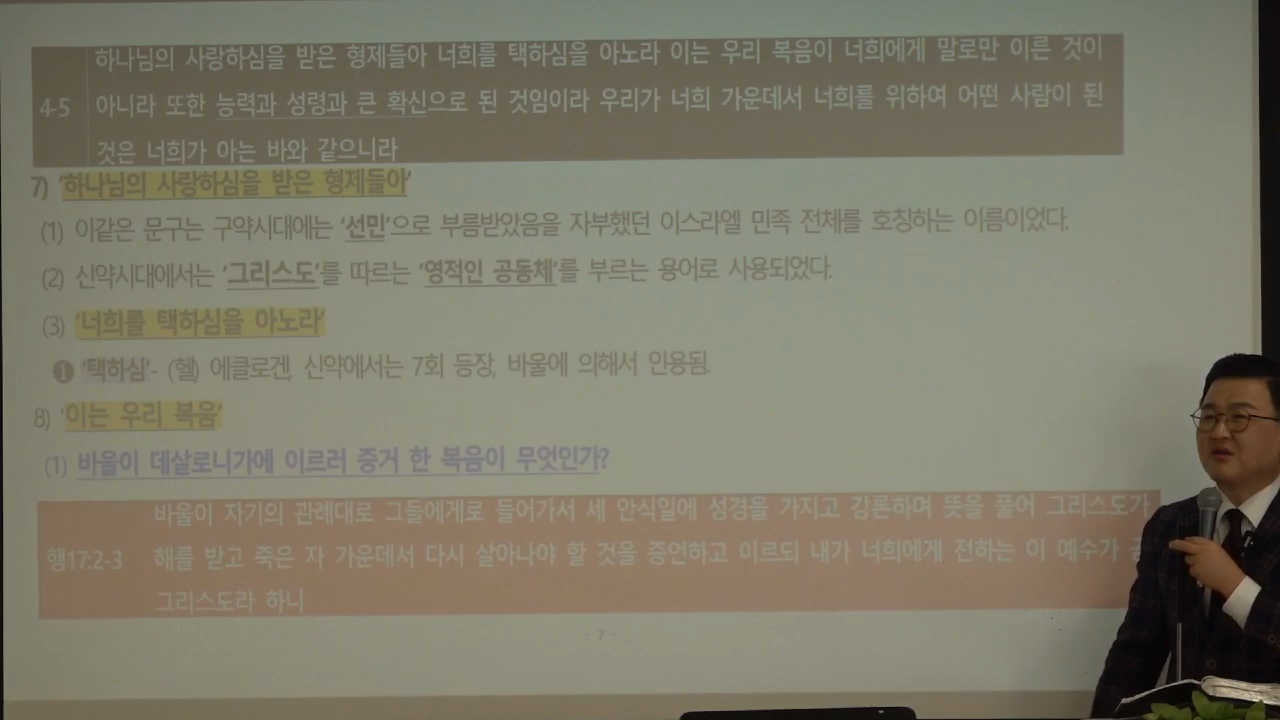 하나님의 사랑하심을 받은 형제들아 너희를 택하심을 아노라 이는 우리 복음이 너희에게 말로만 이른 것이
4-5 아니라 또한 능력과 성령과 큰 확신으로 된 것임이라 우리가 너희 가운데서 너희를 위하여 어떤 사람이 된
것은 너희가 아는 바와 같으니라
7) ‘하나님의 사랑하심을 받은 형제들아’
(1) 이같은 문구는 구약시대에는 ‘선민’으로 부름받았음을 자부했던 이스라엘 민족 전체를 호칭하는 이름이었다.
(2) 신약시대에서는 ‘그리스도’를 따르는 ‘영적인 공동체’를 부르는 용어로 사용되었다.
(3) ‘너희를 택하심을 아노라’
❶ ‘택하심’- (헬) 에클로겐, 신약에서는 7회 등장, 바울에 의해서 인용됨.
8) ‘이는 우리 복음’
(1) 바울이 데살로니가에 이르러 증거 한 복음이 무엇인가?
바울이 자기의 관례대로 그들에게로 들어가서 세 안식일에 성경을 가지고 강론하며 뜻을 풀어 그리스도가
행17:2-3 해를 받고 죽은 자 가운데서 다시 살아나야 할 것을 증언하고 이르되 내가 너희에게 전하는 이 예수가
그리스도라 하니
- 7 -